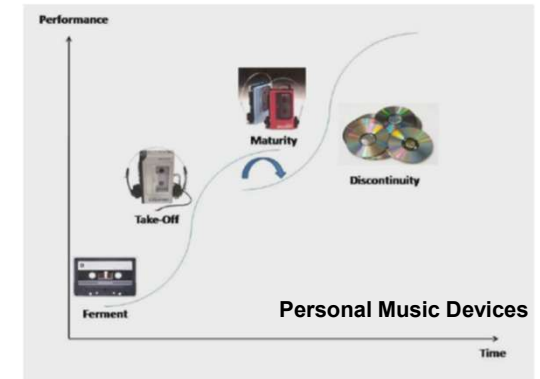 Performance
Maturity
Discontinuity
Take-Off
Ferment
Personal Music Devices
Time